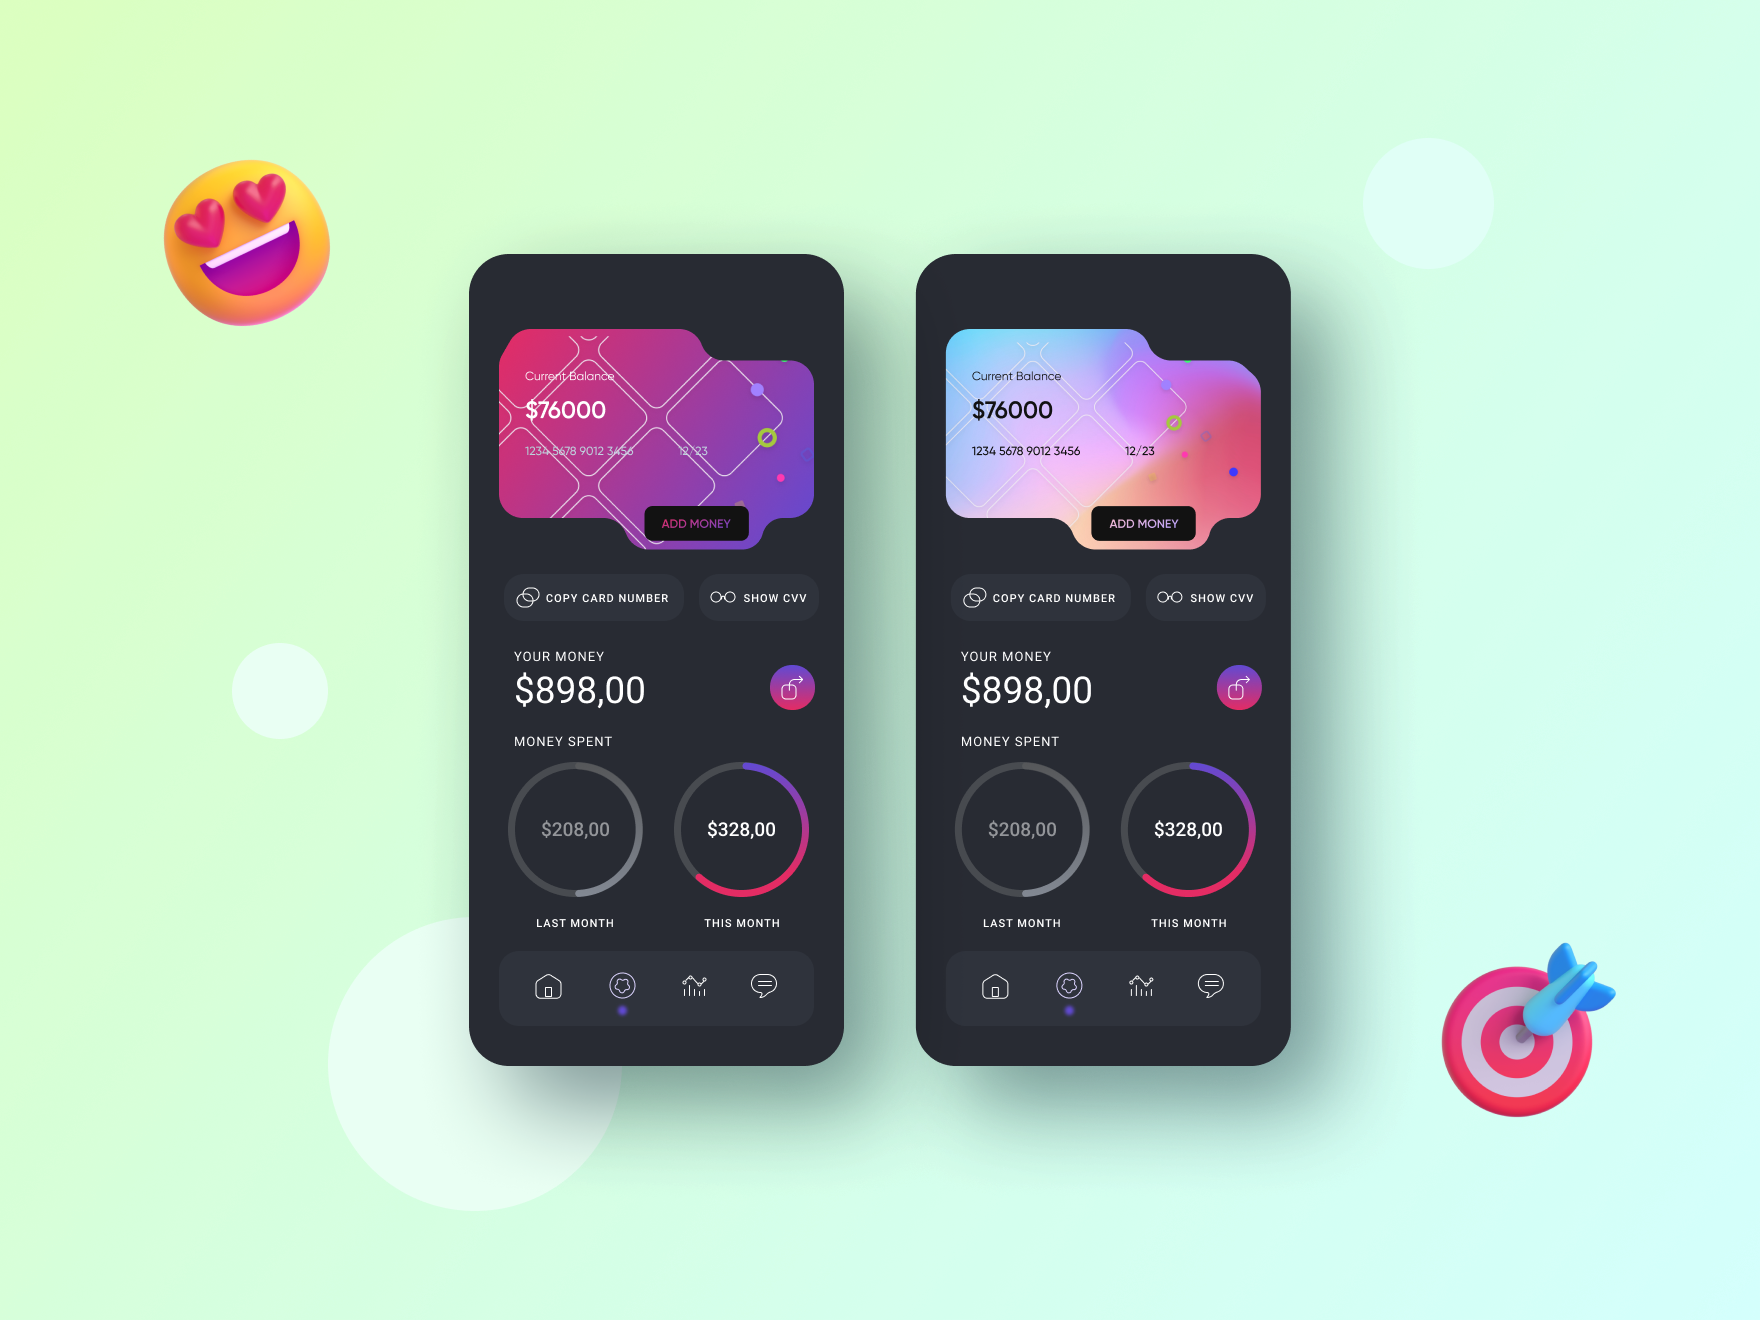 Current Balance
$76000
1234 5678 9012 3456 12/23
ADD MONEY
COPY CARD NUMBER SHOW CVV
YOUR MONEY
$898,00
MONEY SPENT
$208,00 $328,00
LAST MONTH THIS MONTH
Current Balance
$76000
1234 5678 9012 3456 12/23
ADD MONEY
COPY CARD NUMBER SHOW CVV
YOUR MONEY
$898,00
MONEY SPENT
$208,00 $328,00
LAST MONTH THIS MONTH